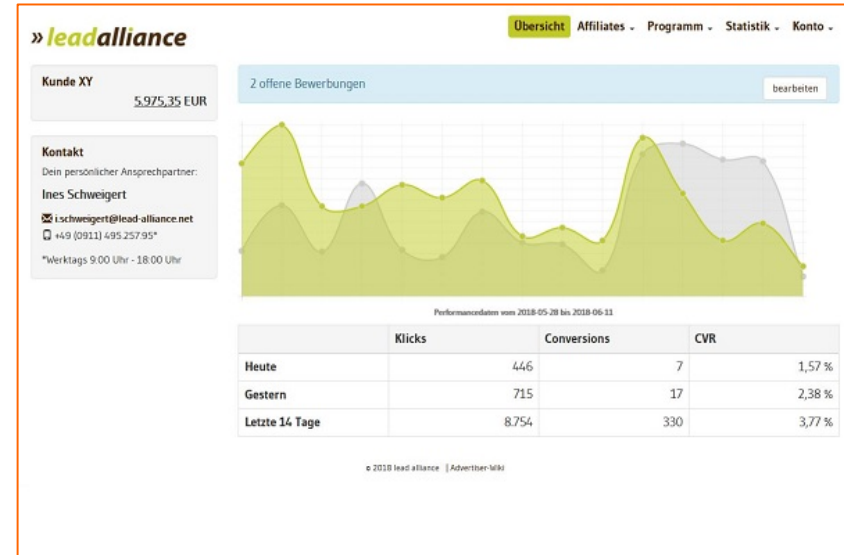 » leadalliance
Übersicht Affiliates Programm Statistik Konto
Kunde XY
5.975,35 EUR
Kontakt
Dein persönlicher Ansprechpartner:
Ines Schweigert
i.schweigert@lead-alliance.net
+49 (0911) 495.257.95*
*Werktags 9:00 Uhr - 18:00 Uhr
2 offene Bewerbungen
bearbeiten
Performancedaten vom 2018-05-28 bis 2018-06-11
Klicks Conversions CVR
Heute 446 7 1,57 %
Gestern 715 17 2,38 %
Letzte 14 Tage 8.754 330 3,77 %
© 2018 lead alliance | Advertiser-Wiki